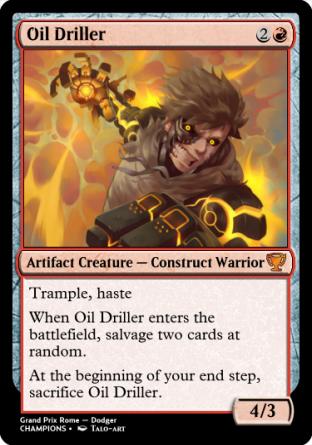 Oil Driller 2
Artifact Creature — Construct Warrior
Trample, haste
When Oil Driller enters the
battlefield, salvage two cards at
random.
At the beginning of your end step,
sacrifice Oil Driller.
4/3
Grand Prix Rome — Dodger
CHAMPIONS • Talo-art